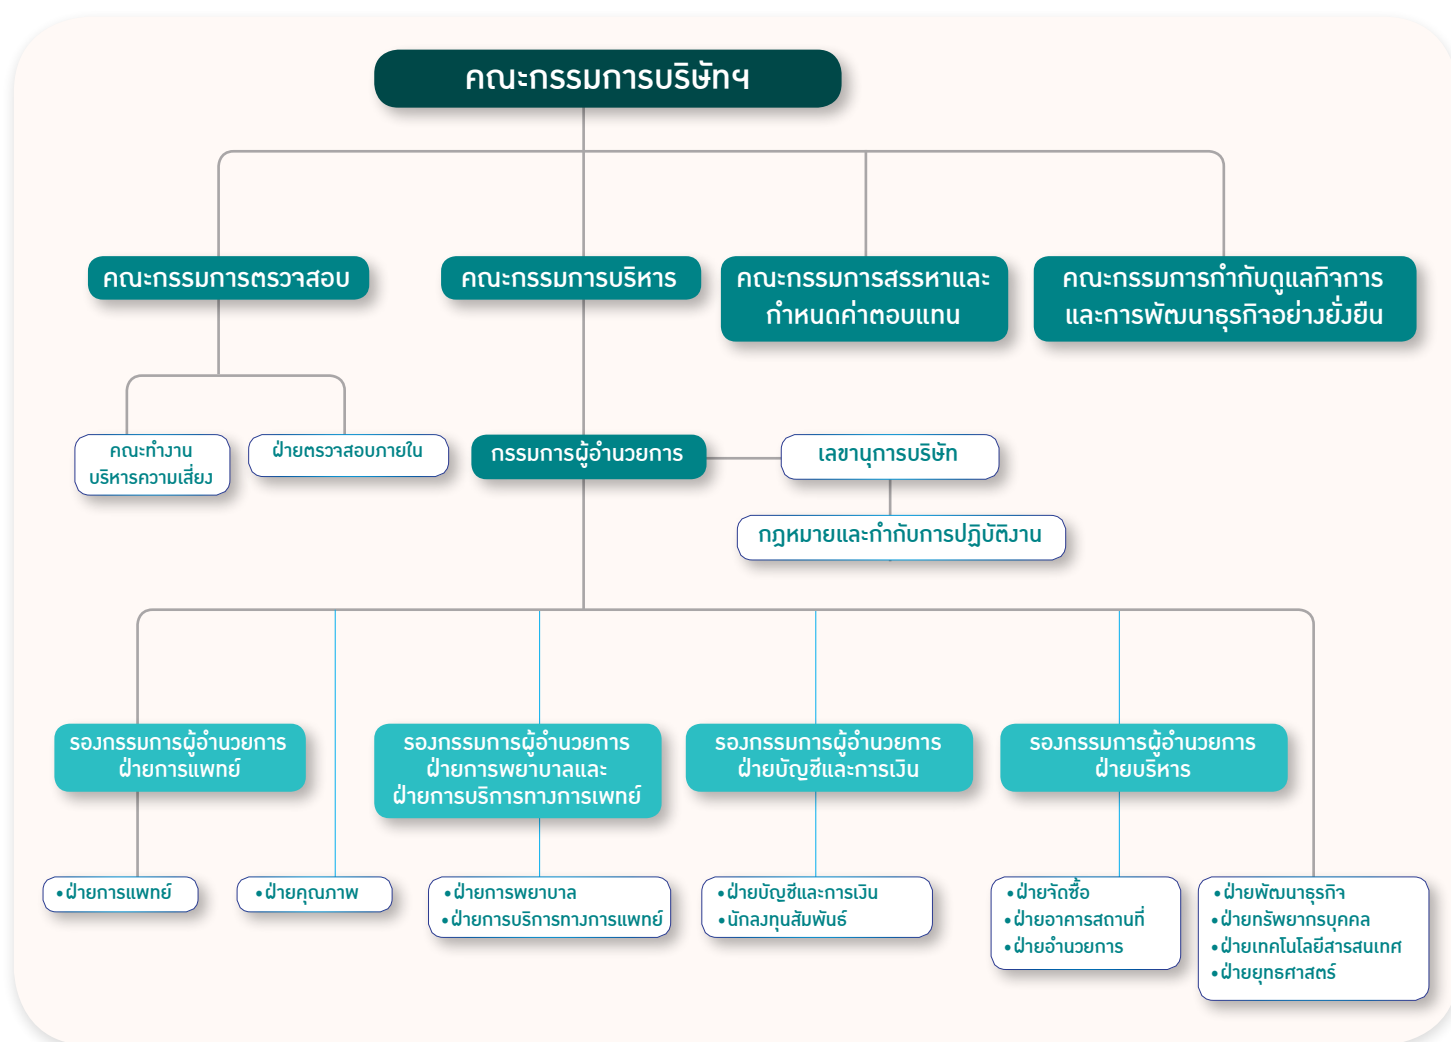 คณะกรรมการบริษัทฯ
คณะกรรมการตรวจสอบ
คณะกรรมการบริหาร
คณะกรรมการสรรหาและ
กำหนดค่าตอบแทน
คณะกรรมการกำกับดูแลกิจการ
และการพัฒนาธุรกิจอย่างยั่งยืน
คณะทำงาน
บริหารความเสี่ยง
ฝ่ายตรวจสอบภายใน
กรรมการผู้อำนวยการ
เลขานุการบริษัท
กฎหมายและกำกับการปฏิบัติงาน
รองกรรมการผู้อำนวยการ
ฝ่ายการแพทย์
รองกรรมการผู้อำนวยการ
ฝ่ายการพยาบาลและ
ฝ่ายการบริการทางการเพทย์
รองกรรมการผู้อำนวยการ
ฝ่ายบัญชีและการเงิน
รองกรรมการผู้อำนวยการ
ฝ่ายบริหาร
•ฝ่ายการแพทย์
•ฝ่ายคุณภาพ
•ฝ่ายการพยาบาล
•ฝ่ายการบริการทางการแพทย์
•ฝ่ายบัญชีและการเงิน
•นักลงทุนสัมพันธ์
•ฝ่ายจัดซื้อ
•ฝ่ายอาคารสถานที่
•ฝ่ายอำนวยการ
•ฝ่ายพัฒนาธุรกิจ
•ฝ่ายทรัพยากรบุคคล
•ฝ่ายเทคโนโลยีสารสนเทศ
•ฝ่ายยุทธศาสตร์